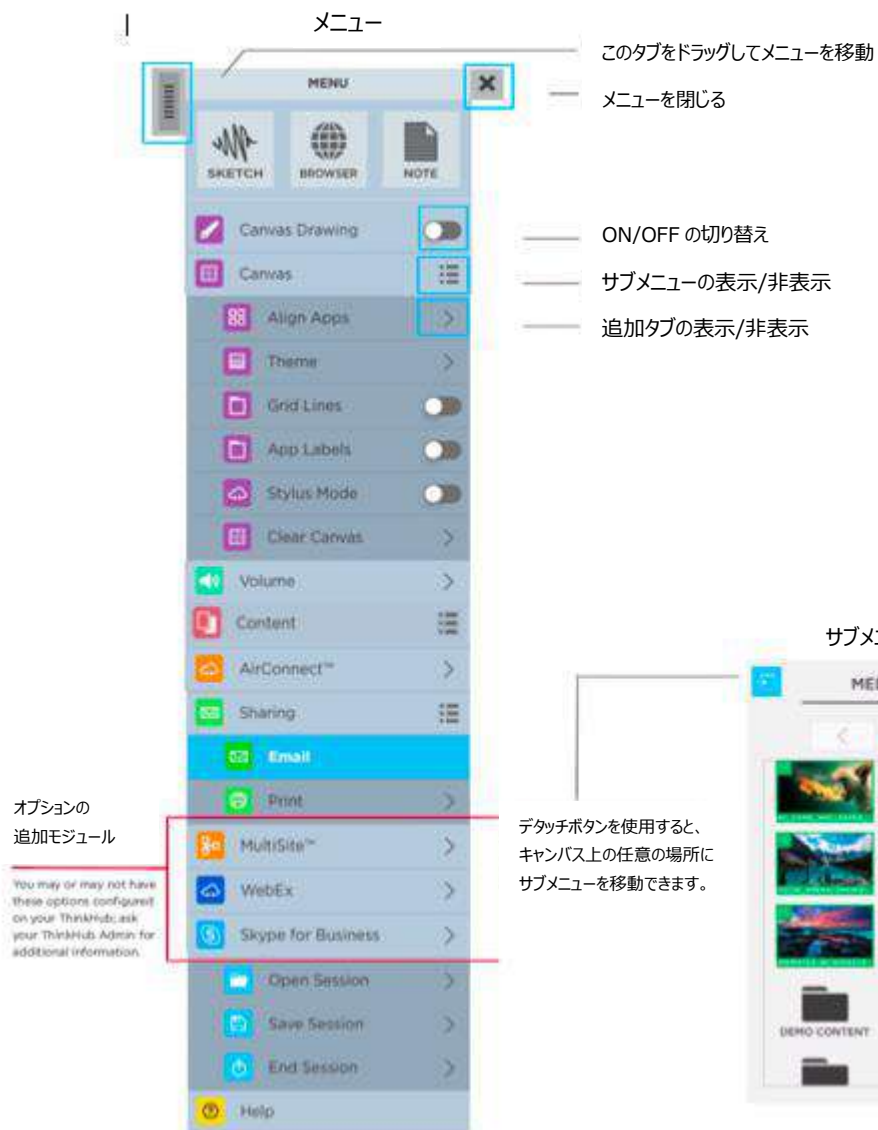 メニュー
このタブをドラッグしてメニューを移動
MENU
メニューを閉じる
SKETCH
BROWSER
NOTE
Canvas Drawing
ON/OFF の切り替え
Canvas
サブメニューの表示/非表示
Align Apps
追加タブの表示/非表示
Theme
Grid Lines
App Labels
Stylus Mode
Clear Canvas
Volume
Content
AirConnect™
Sharing
Email
Print
MultiSite™
WebEx
Skype for Business
Open Session
Save Session
End Session
Help
オプションの
追加モジュール
You may or may not have
these options configured
on your ThinkHub; ask
your ThinkHub Admin for
additional information.
デタッチボタンを使用すると、
キャンバス上の任意の場所に
サブメニューを移動できます。
サブメ
ME
DEMO CONTENT